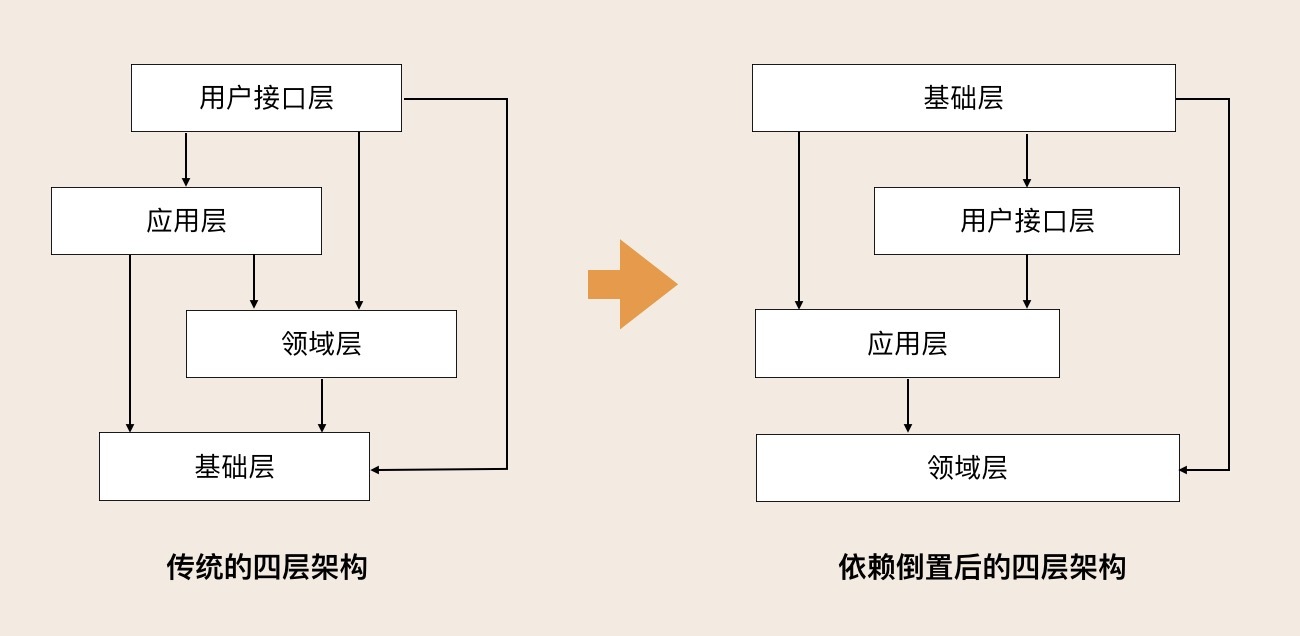 用户接口层
应用层
领域层
基础层
传统的四层架构
基础层
用户接口层
应用层
领域层
依赖倒置后的四层架构